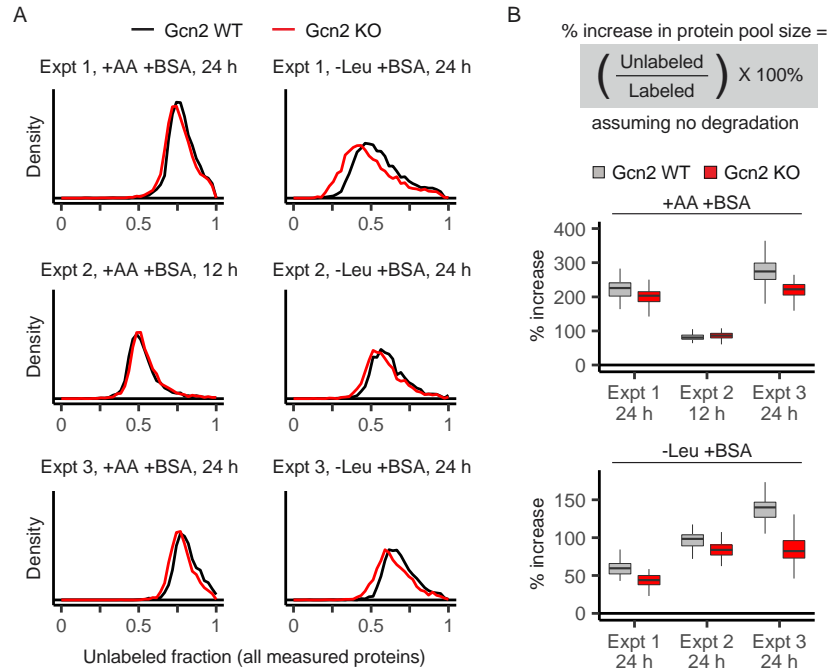 A
Gcn2 WT
Gcn2 KO
Expt 1, +AA +BSA, 24 h
Expt 1, -Leu +BSA, 24 h
Density
0
0.5
1
0
0.5
1
Expt 2, +AA +BSA, 12 h
Expt 2, -Leu +BSA, 24 h
Density
0
0.5
1
0
0.5
1
Expt 3, +AA +BSA, 24 h
Expt 3, -Leu +BSA, 24 h
Density
0
0.5
1
0
0.5
1
Unlabeled fraction (all measured proteins)
B
% increase in protein pool size =
( Unlabeled
Labeled ) X 100%
assuming no degradation
Gcn2 WT
Gcn2 KO
+AA +BSA
% increase
400
300
200
100
0
Expt 1
24 h
Expt 2
12 h
Expt 3
24 h
-Leu +BSA
% increase
150
100
50
0
Expt 1
24 h
Expt 2
24 h
Expt 3
24 h